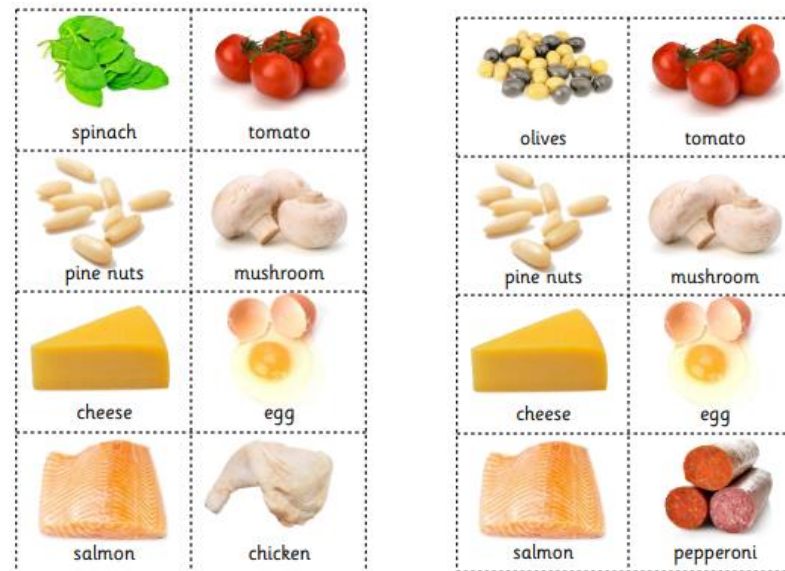 spinach
tomato
pine nuts
mushroom
cheese
egg
salmon
chicken
olives
tomato
pine nuts
mushroom
cheese
egg
salmon
pepperoni